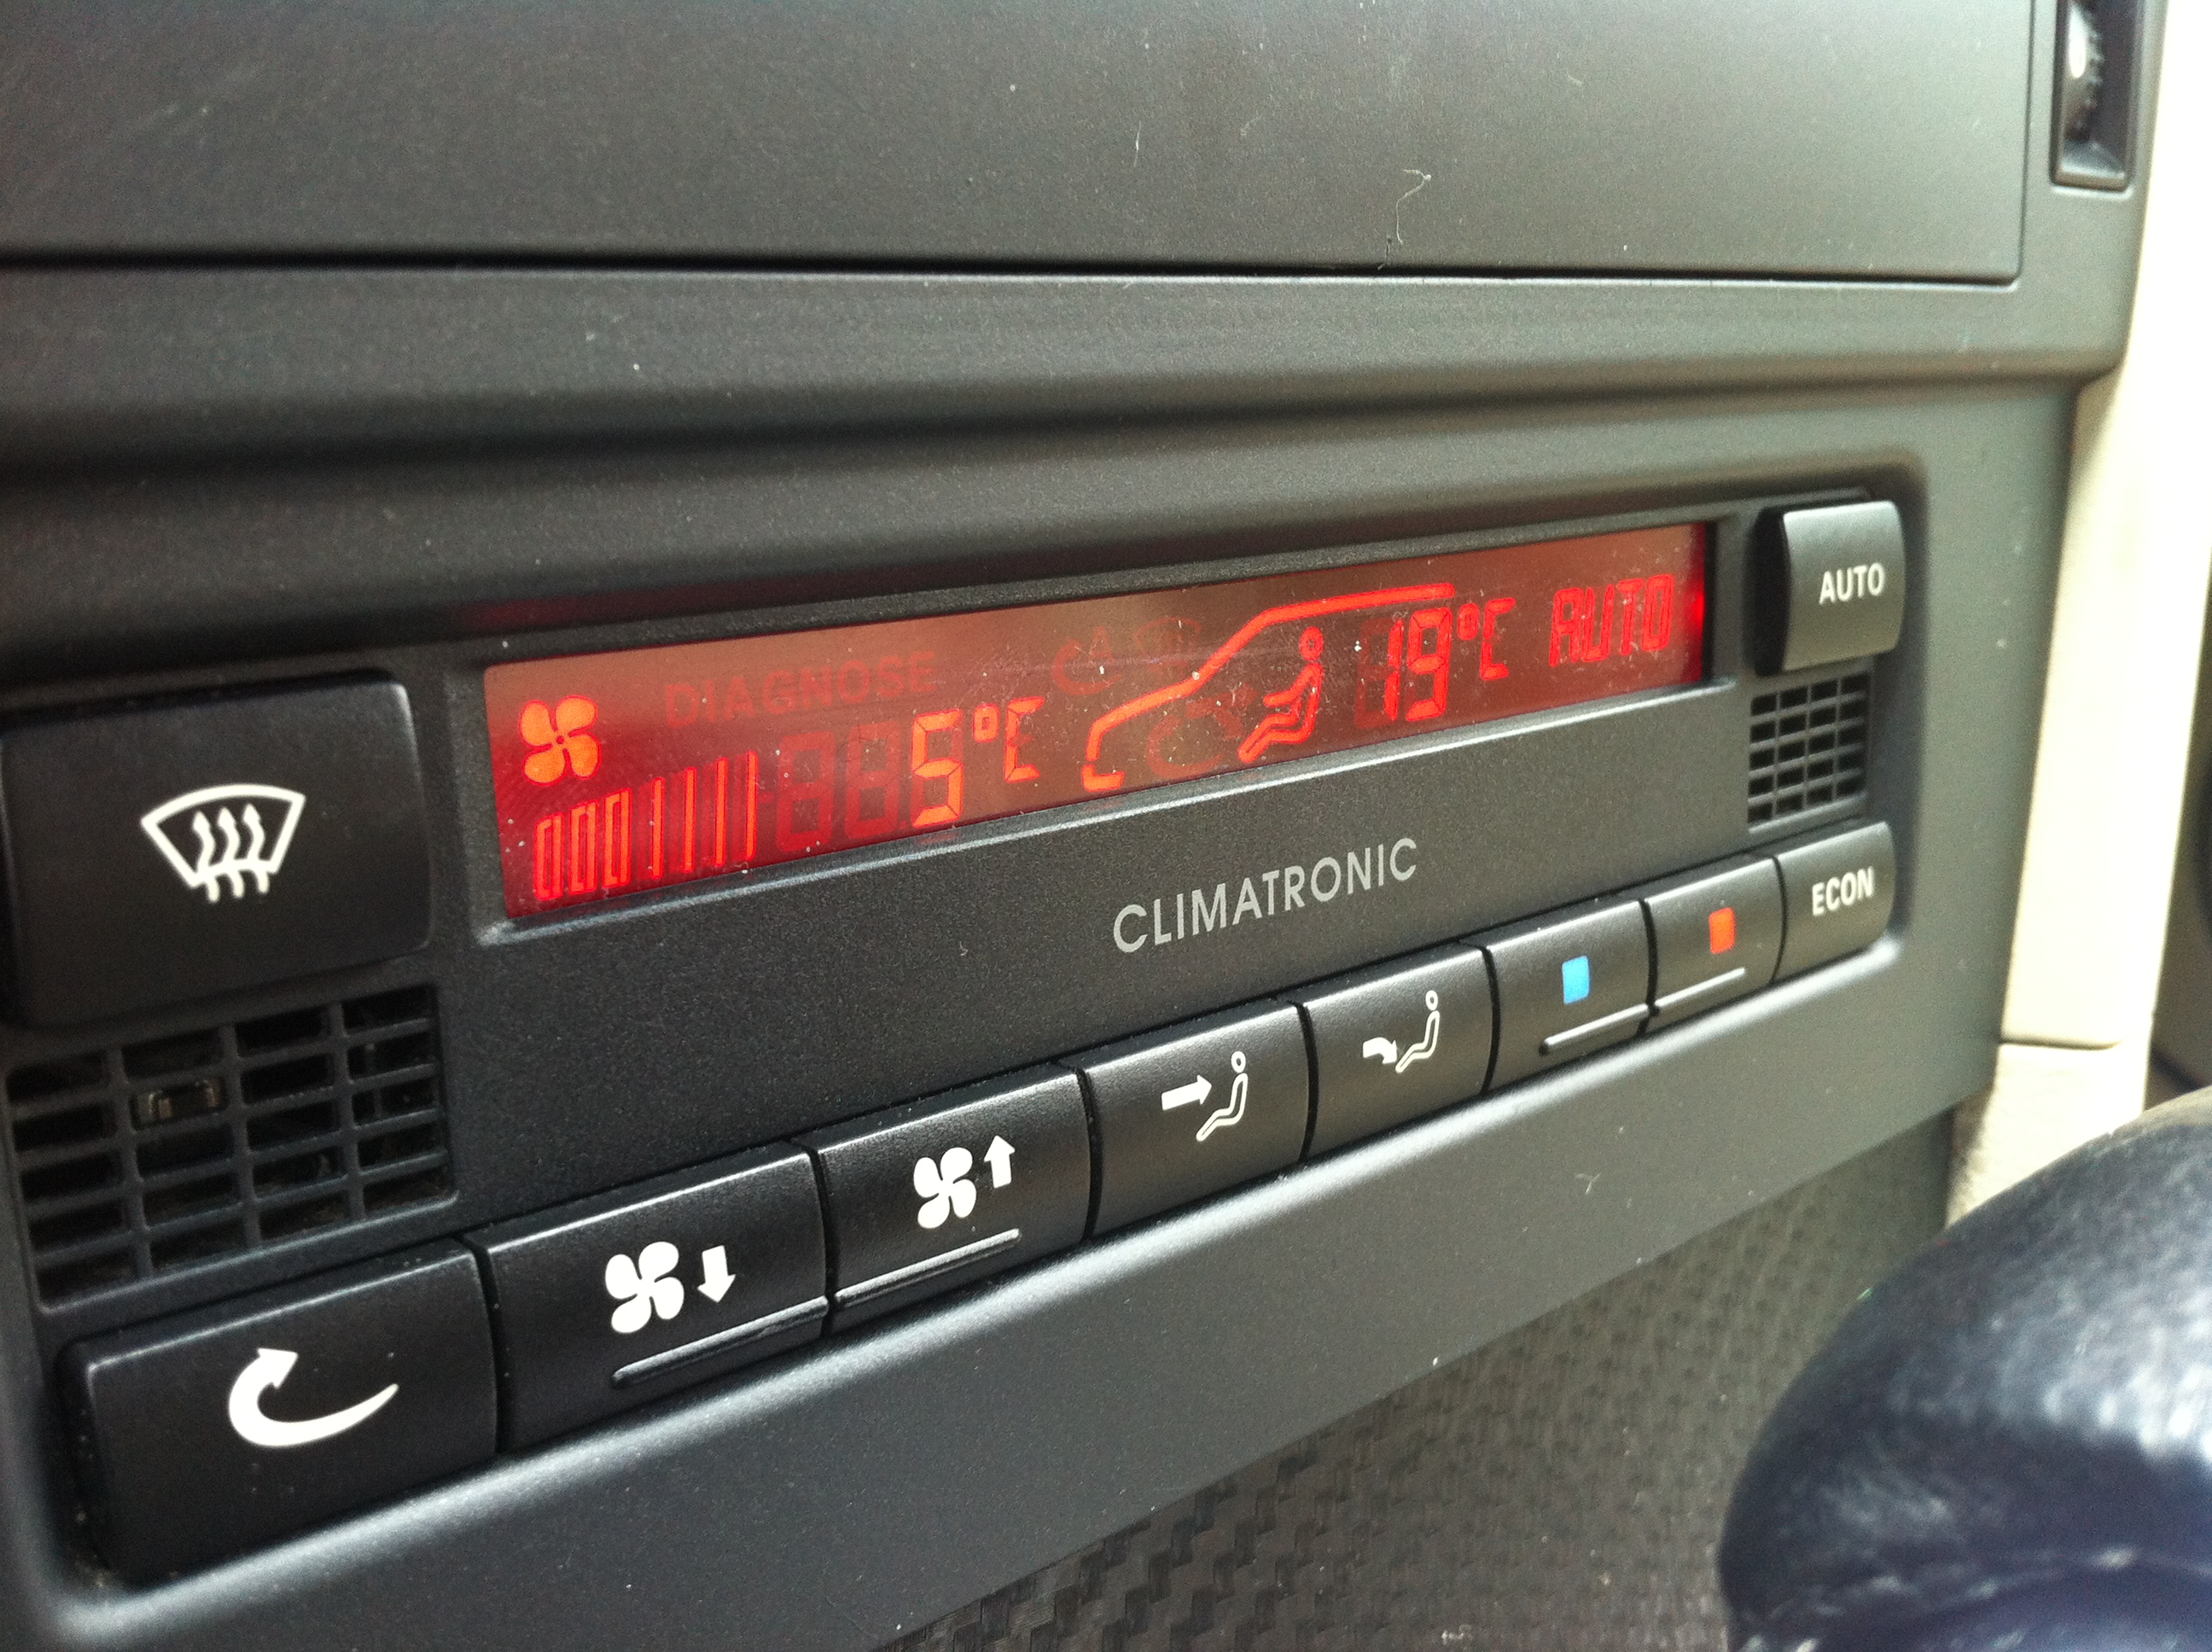 AUTO
DIAGNOSE
5°C 19°C AUTO
CLIMATRONIC
ECON